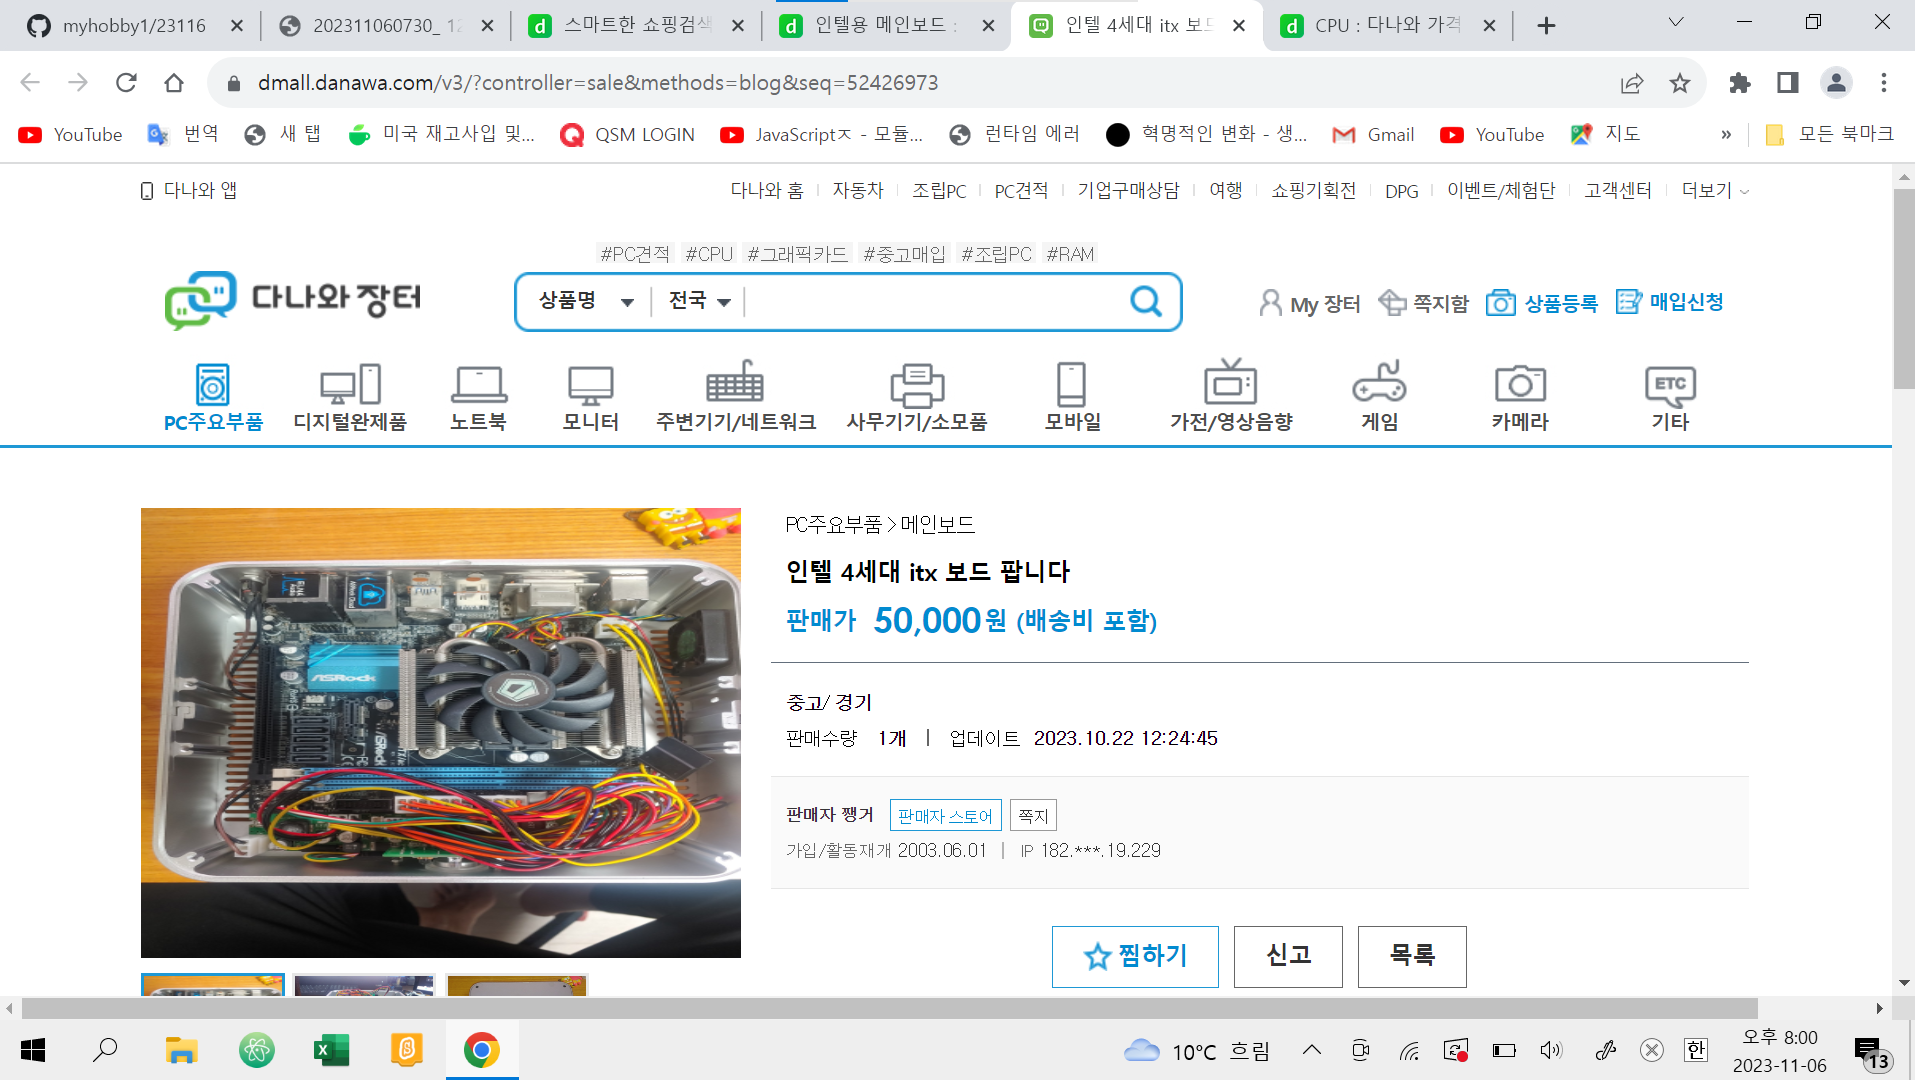 myhobby1/23116
202311060730_ 12
스마트한 쇼핑검색
인텔용 메인보드 :
인텔 4세대 itx 보드
CPU : 다나와 가격
dmall.danawa.com/v3/?controller=sale&methods=blog&seq=52426973
YouTube
번역
새 탭
미국 재고사입 및...
QSM LOGIN
JavaScriptㅈ - 모듈...
런타임 에러
혁명적인 변화 - 생...
Gmail
YouTube
지도
»
모든 북마크
다나와 앱
다나와 홈
자동차
조립PC
PC견적
기업구매상담
여행
쇼핑기획전
DPG
이벤트/체험단
고객센터
더보기
#PC견적 #CPU #그래픽카드 #중고매입 #조립PC #RAM
다나와 장터
상품명
전국
My 장터
쪽지함
상품등록
매입신청
PC주요부품
디지털완제품
노트북
모니터
주변기기/네트워크
사무기기/소모품
모바일
가전/영상음향
게임
카메라
ETC
기타
ASRock
PC주요부품 > 메인보드
인텔 4세대 itx 보드 팝니다
판매가 50,000원 (배송비 포함)
중고/ 경기
판매수량 1개 | 업데이트 2023.10.22 12:24:45
판매자 쨍거 판매자 스토어 쪽지
가입/활동재개 2003.06.01 | IP 182.***.19.229
찜하기
신고
목록
10°C 흐림
한
오후 8:00
2023-11-06
13